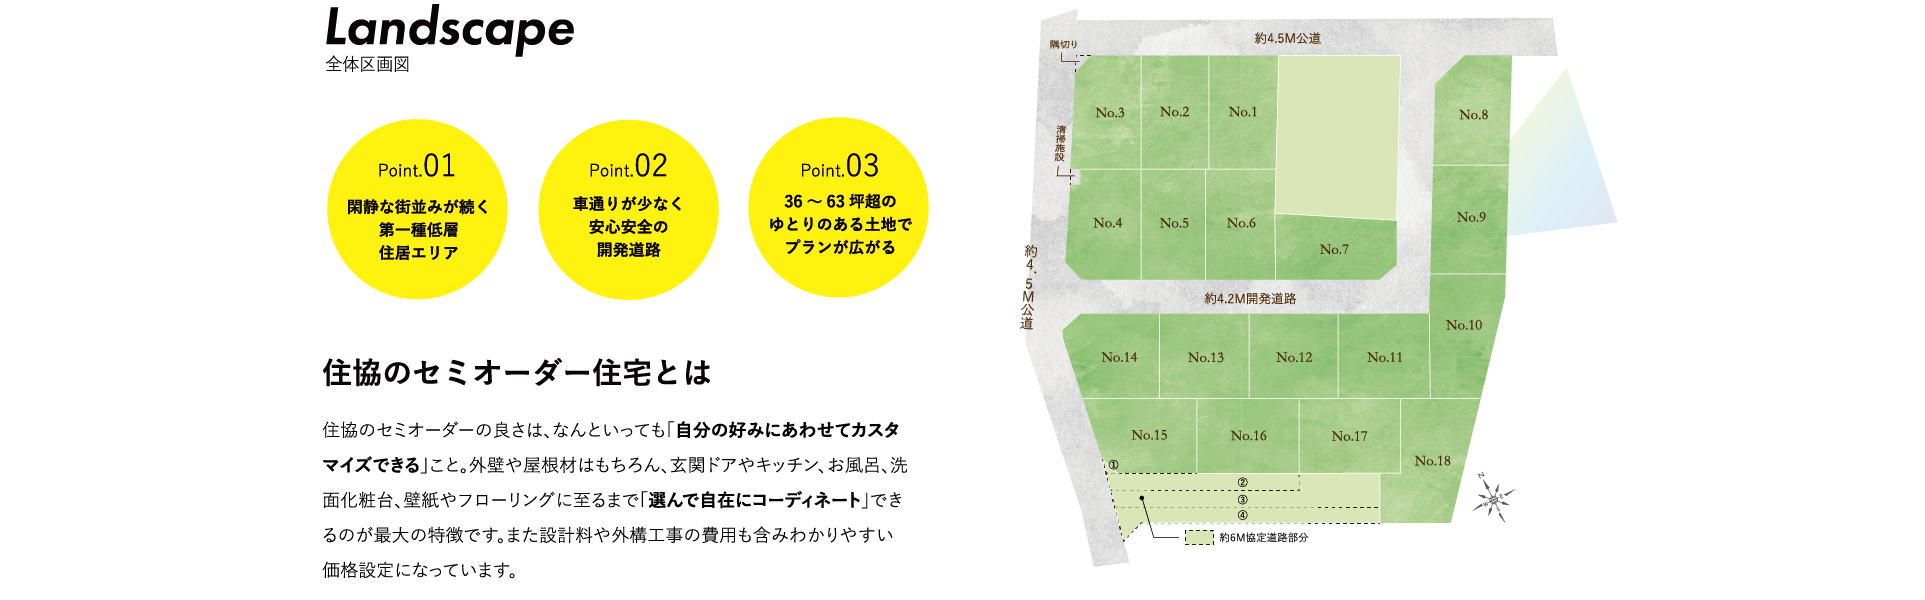 Landscape
全体区画図
Point.01
閑静な街並みが続く
第一種低層
住居エリア
Point.02
車通りが少なく
安心安全の
開発道路
Point.03
36〜63坪超の
ゆとりのある土地で
プランが広がる
住協のセミオーダー住宅とは
住協のセミオーダーの良さは、なんといっても「自分の好みにあわせてカスタ
マイズできる」こと。外壁や屋根材はもちろん、玄関ドアやキッチン、お風呂、洗
面化粧台、壁紙やフローリングに至るまで「選んで自在にコーディネート」でき
るのが最大の特徴です。また設計料や外構工事の費用も含みわかりやすい
価格設定になっています。
約4.5M公道
隅切り
No.3
No.2
No.1
No.8
清掃施設
No.4
No.5
No.6
No.7
No.9
約4.5M公道
約4.2M開発道路
No.10
No.14
No.13
No.12
No.11
No.15
No.16
No.17
No.18
①
②
③
④
約6M協定道路部分
N
E
S
W